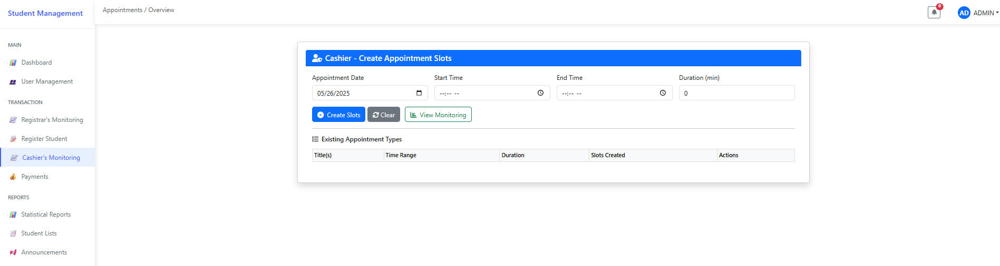 Student Management
Appointments / Overview
0
AD ADMIN
MAIN
Dashboard
User Management
TRANSACTION
Registrar's Monitoring
Register Student
Cashier's Monitoring
Payments
REPORTS
Statistical Reports
Student Lists
Announcements
Cashier - Create Appointment Slots
Appointment Date Start Time End Time Duration (min)
05/26/2025 --:-- -- --:-- -- 0
Create Slots Clear View Monitoring
Existing Appointment Types
Title(s) Time Range Duration Slots Created Actions